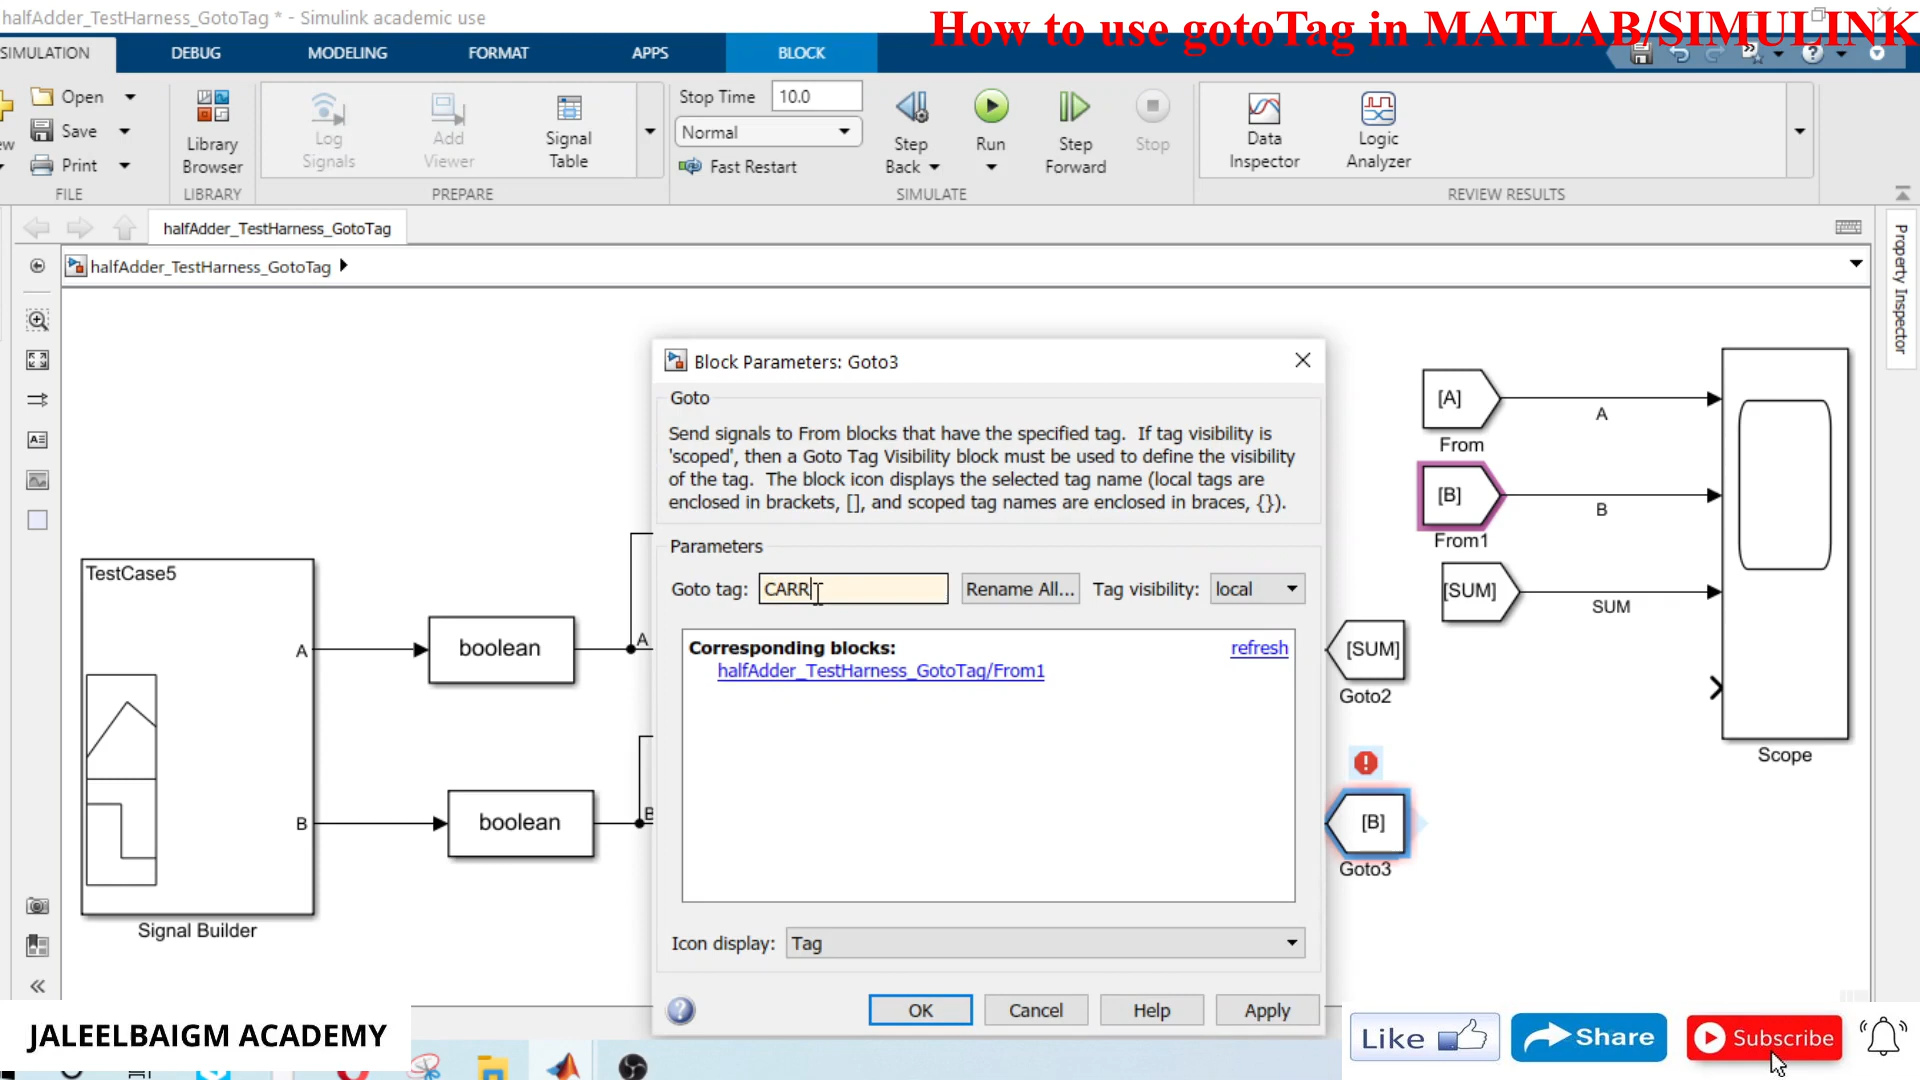 halfAdder_TestHarness_GotoTag * - Simulink academic use
How to use gotoTag in MATLAB/SIMULINK
SIMULATION
DEBUG
MODELING
FORMAT
APPS
BLOCK
Open
Save
Print
FILE
Library Browser
LIBRARY
Log Signals
Add Viewer
Signal Table
PREPARE
Stop Time 10.0
Normal
Fast Restart
Step Back
Run
Step Forward
Stop
SIMULATE
Data Inspector
Logic Analyzer
REVIEW RESULTS
halfAdder_TestHarness_GotoTag
halfAdder_TestHarness_GotoTag
Property Inspector
Block Parameters: Goto3
Goto
Send signals to From blocks that have the specified tag. If tag visibility is
'scoped', then a Goto Tag Visibility block must be used to define the visibility
of the tag. The block icon displays the selected tag name (local tags are
enclosed in brackets, [], and scoped tag names are enclosed in braces, {}).
Parameters
Goto tag: CARR
Rename All...
Tag visibility: local
Corresponding blocks:
refresh
halfAdder_TestHarness_GotoTag/From1
Icon display: Tag
OK
Cancel
Help
Apply
TestCase5
A
B
Signal Builder
boolean
A
boolean
B
[A]
From
A
[B]
From1
B
[SUM]
SUM
[SUM]
Goto2
[B]
Goto3
Scope
JALEELBAIGM ACADEMY
Like
Share
Subscribe